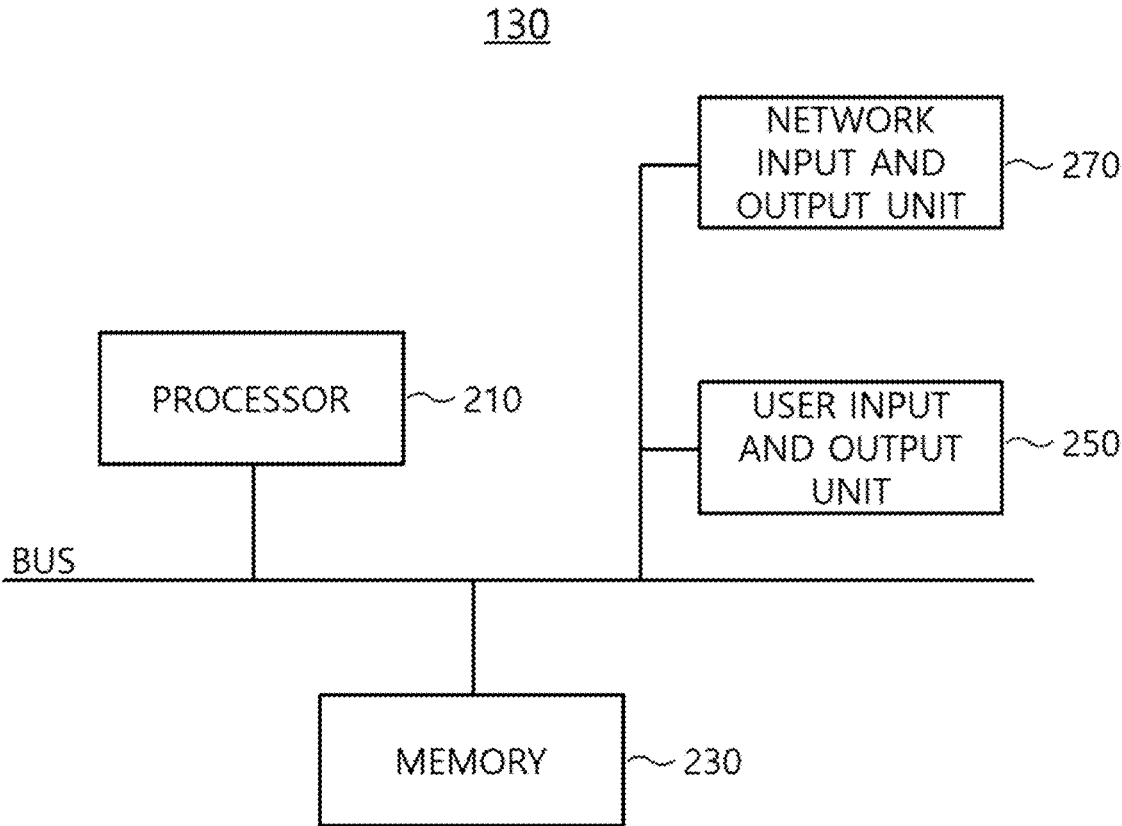 130
NETWORK
INPUT AND
OUTPUT UNIT
270
PROCESSOR
210
USER INPUT
AND OUTPUT
UNIT
250
BUS
MEMORY
230